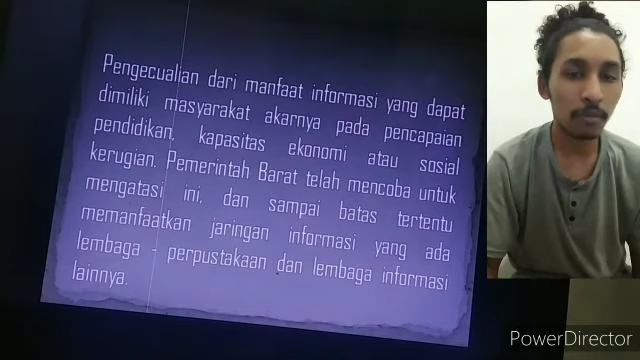 Pengecualian dari manfaat informasi yang dapat
dimiliki masyarakat akarnya pada pencapaian
pendidikan, kapasitas ekonomi atau sosial
kerugian. Pemerintah Barat telah mencoba untuk
mengatasi ini, dan sampai batas tertentu
memanfaatkan jaringan informasi yang ada
lembaga - perpustakaan dan lembaga informasi
lainnya.
PowerDirector